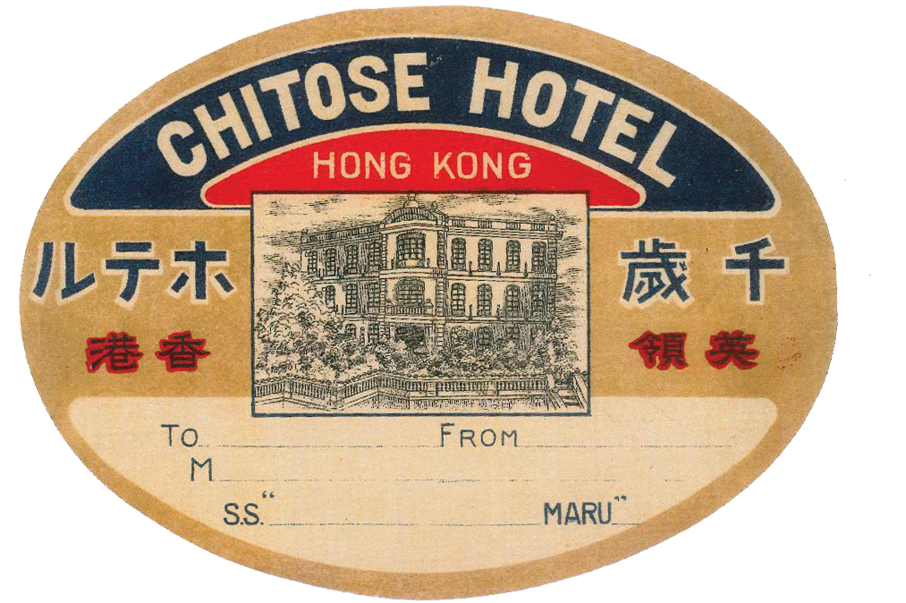 CHITOSE HOTEL
HONG KONG
千歳ホテル
英領香港
TO FROM
M
S.S. “ MARU”